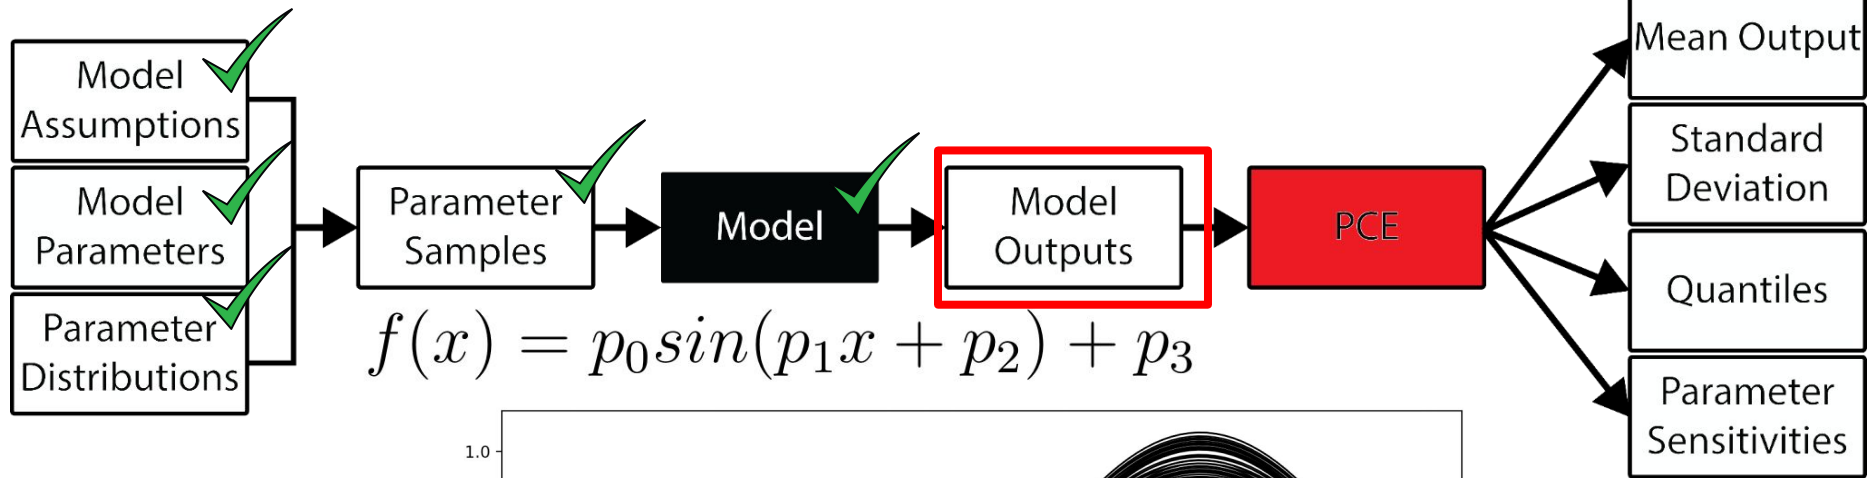 Model
Assumptions
Model
Parameters
Parameter
Distributions
Parameter
Samples
Model
Model
Outputs
PCE
Mean Output
Standard
Deviation
Quantiles
Parameter
Sensitivities
f(x) = p₀sin(p₁x + p₂) + p₃
1.0